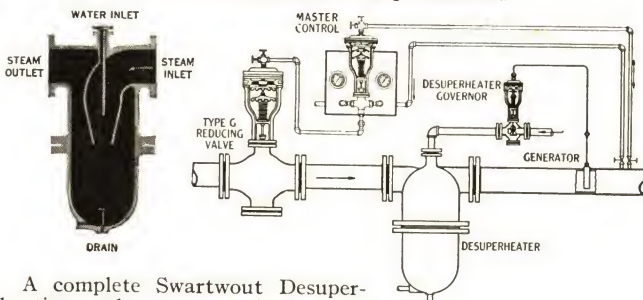 WATER INLET
STEAM OUTLET
STEAM INLET
DRAIN
MASTER CONTROL
TYPE G REDUCING VALVE
DESUPERHEATER GOVERNOR
GENERATOR
DESUPERHEATER
A complete Swartwout Desuper-